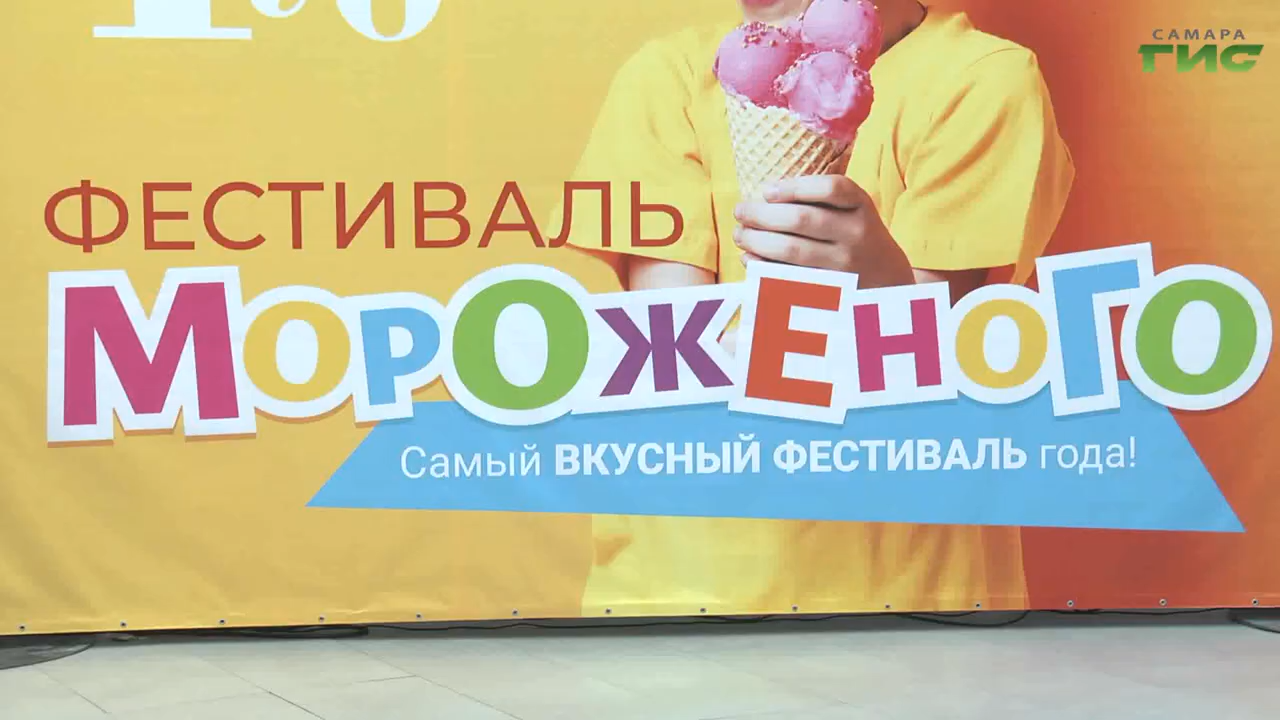 САМАРА
ГИС
ФЕСТИВАЛЬ
МОРОЖЕНОГО
Самый ВКУСНЫЙ ФЕСТИВАЛЬ года!